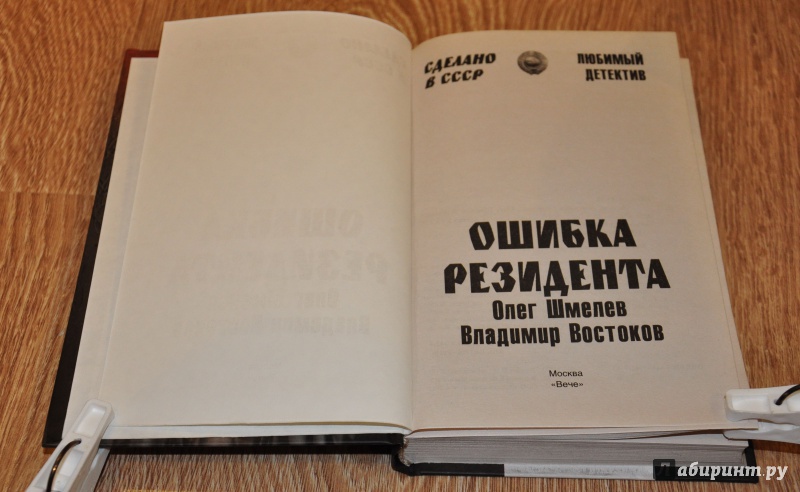 СДЕЛАНО
В СССР
ЛЮБИМЫЙ
ДЕТЕКТИВ
ОШИБКА
РЕЗИДЕНТА
Олег Шмелев
Владимир Востоков
Москва
«Вече»
Лабиринт.ру